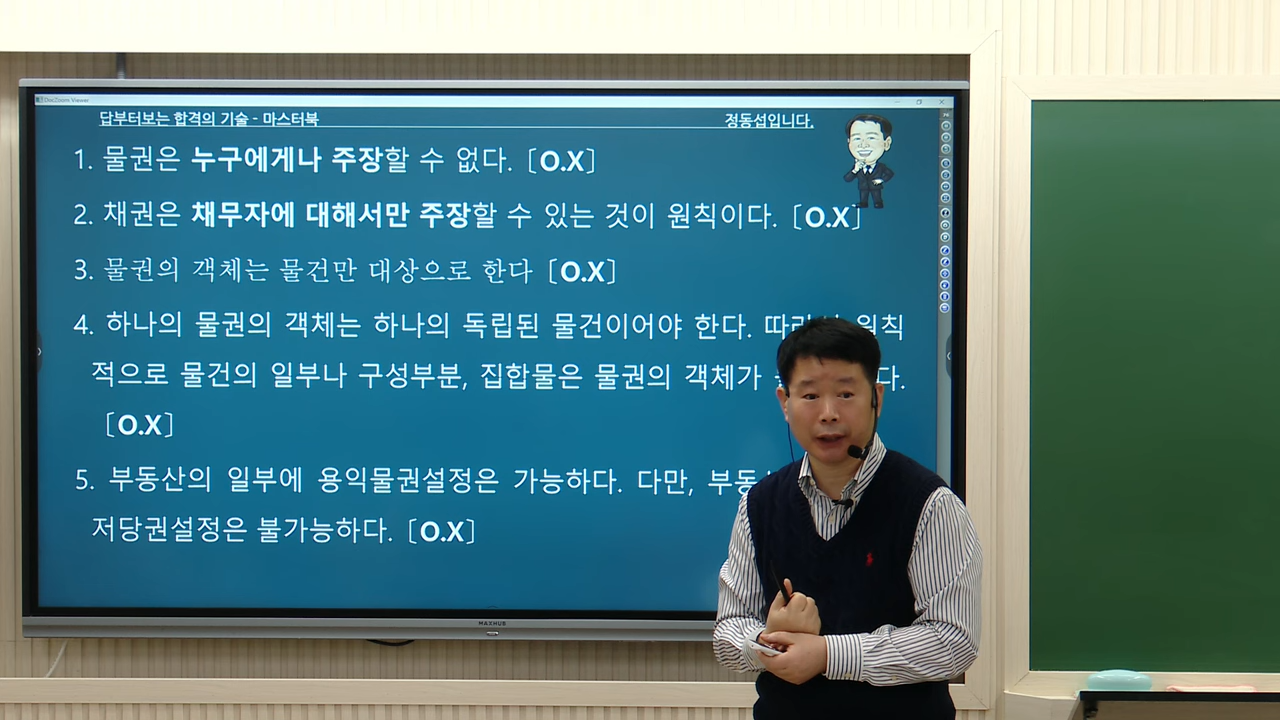 DocZoom Viewer
답부터보는 합격의 기술 - 마스터북
정동섭입니다.
1. 물권은 누구에게나 주장할 수 없다. [O.X]
2. 채권은 채무자에 대해서만 주장할 수 있는 것이 원칙이다. [O.X]
3. 물권의 객체는 물건만 대상으로 한다 [O.X]
4. 하나의 물권의 객체는 하나의 독립된 물건이어야 한다. 원칙
적으로 물건의 일부나 구성부분, 집합물은 물권의 객체가 다.
[O.X]
5. 부동산의 일부에 용익물권설정은 가능하다. 다만,
저당권설정은 불가능하다. [O.X]
MAXHUB